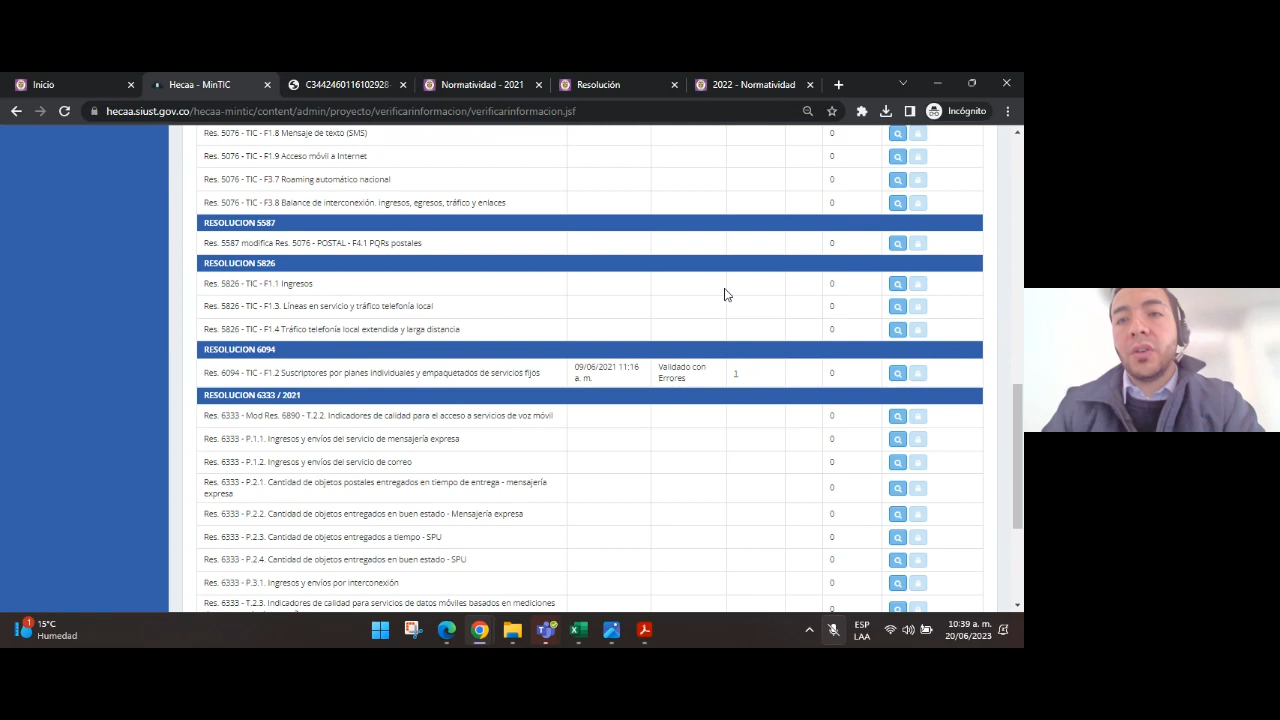 Inicio
Hecaa - MinTIC
C3442460116102928-
Normatividad - 2021
Resolución
2022 - Normatividad
hecaa.siust.gov.co/hecaa-mintic/content/admin/proyecto/verificarinformacion/verificarinformacion.jsf
Incógnito
Res. 5076 - TIC - F1.8 Mensaje de texto (SMS) 0
Res. 5076 - TIC - F1.9 Acceso móvil a Internet 0
Res. 5076 - TIC - F3.7 Roaming automático nacional 0
Res. 5076 - TIC - F3.8 Balance de interconexión. ingresos, egresos, tráfico y enlaces 0
RESOLUCION 5587
Res. 5587 modifica Res. 5076 - POSTAL - F4.1 PQRs postales 0
RESOLUCION 5826
Res. 5826 - TIC - F1.1 Ingresos 0
Res. 5826 - TIC - F1.3. Líneas en servicio y tráfico telefonía local 0
Res. 5826 - TIC - F1.4 Tráfico telefonía local extendida y larga distancia 0
RESOLUCION 6094
Res. 6094 - TIC - F1.2 Suscriptores por planes individuales y empaquetados de servicios fijos 09/06/2021 11:16 a. m. Validado con Errores 1 0
RESOLUCION 6333 / 2021
Res. 6333 - Mod Res. 6890 - T.2.2. Indicadores de calidad para el acceso a servicios de voz móvil 0
Res. 6333 - P.1.1. Ingresos y envíos del servicio de mensajería expresa 0
Res. 6333 - P.1.2. Ingresos y envíos del servicio de correo 0
Res. 6333 - P.2.1. Cantidad de objetos postales entregados en tiempo de entrega - mensajería
expresa 0
Res. 6333 - P.2.2. Cantidad de objetos entregados en buen estado - Mensajería expresa 0
Res. 6333 - P.2.3. Cantidad de objetos entregados a tiempo - SPU 0
Res. 6333 - P.2.4. Cantidad de objetos entregados en buen estado - SPU 0
Res. 6333 - P.3.1. Ingresos y envíos por interconexión 0
Res. 6333 - T.2.3. Indicadores de calidad para servicios de datos móviles basados en mediciones 0
1
15°C
Humedad
ESP
LAA
10:39 a. m.
20/06/2023